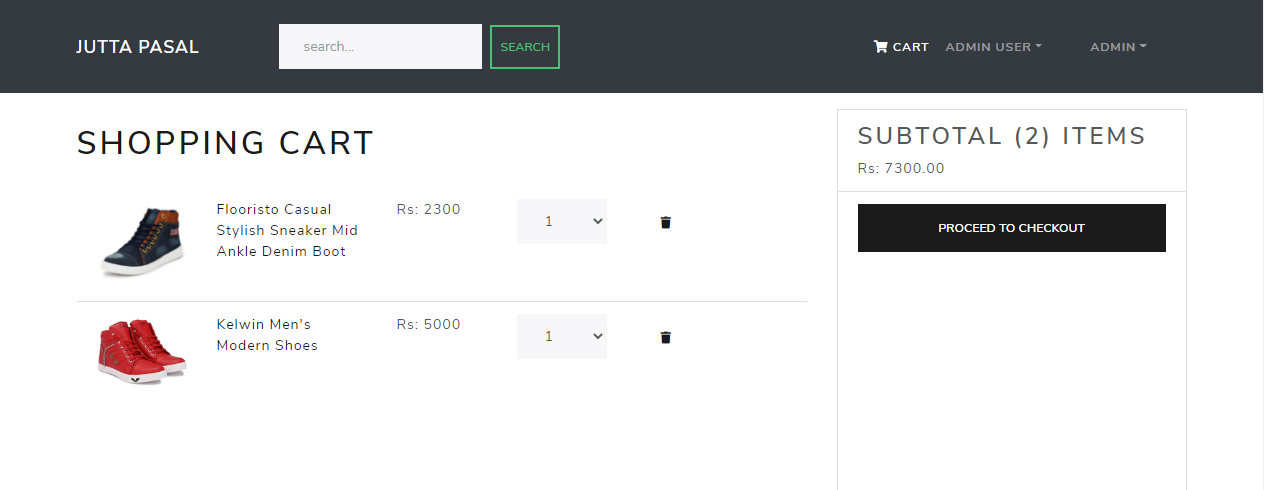 JUTTA PASAL
search...
SEARCH
CART
ADMIN USER
ADMIN
SHOPPING CART
Flooristo Casual
Stylish Sneaker Mid
Ankle Denim Boot
Rs: 2300
1
Kelwin Men's
Modern Shoes
Rs: 5000
1
SUBTOTAL (2) ITEMS
Rs: 7300.00
PROCEED TO CHECKOUT